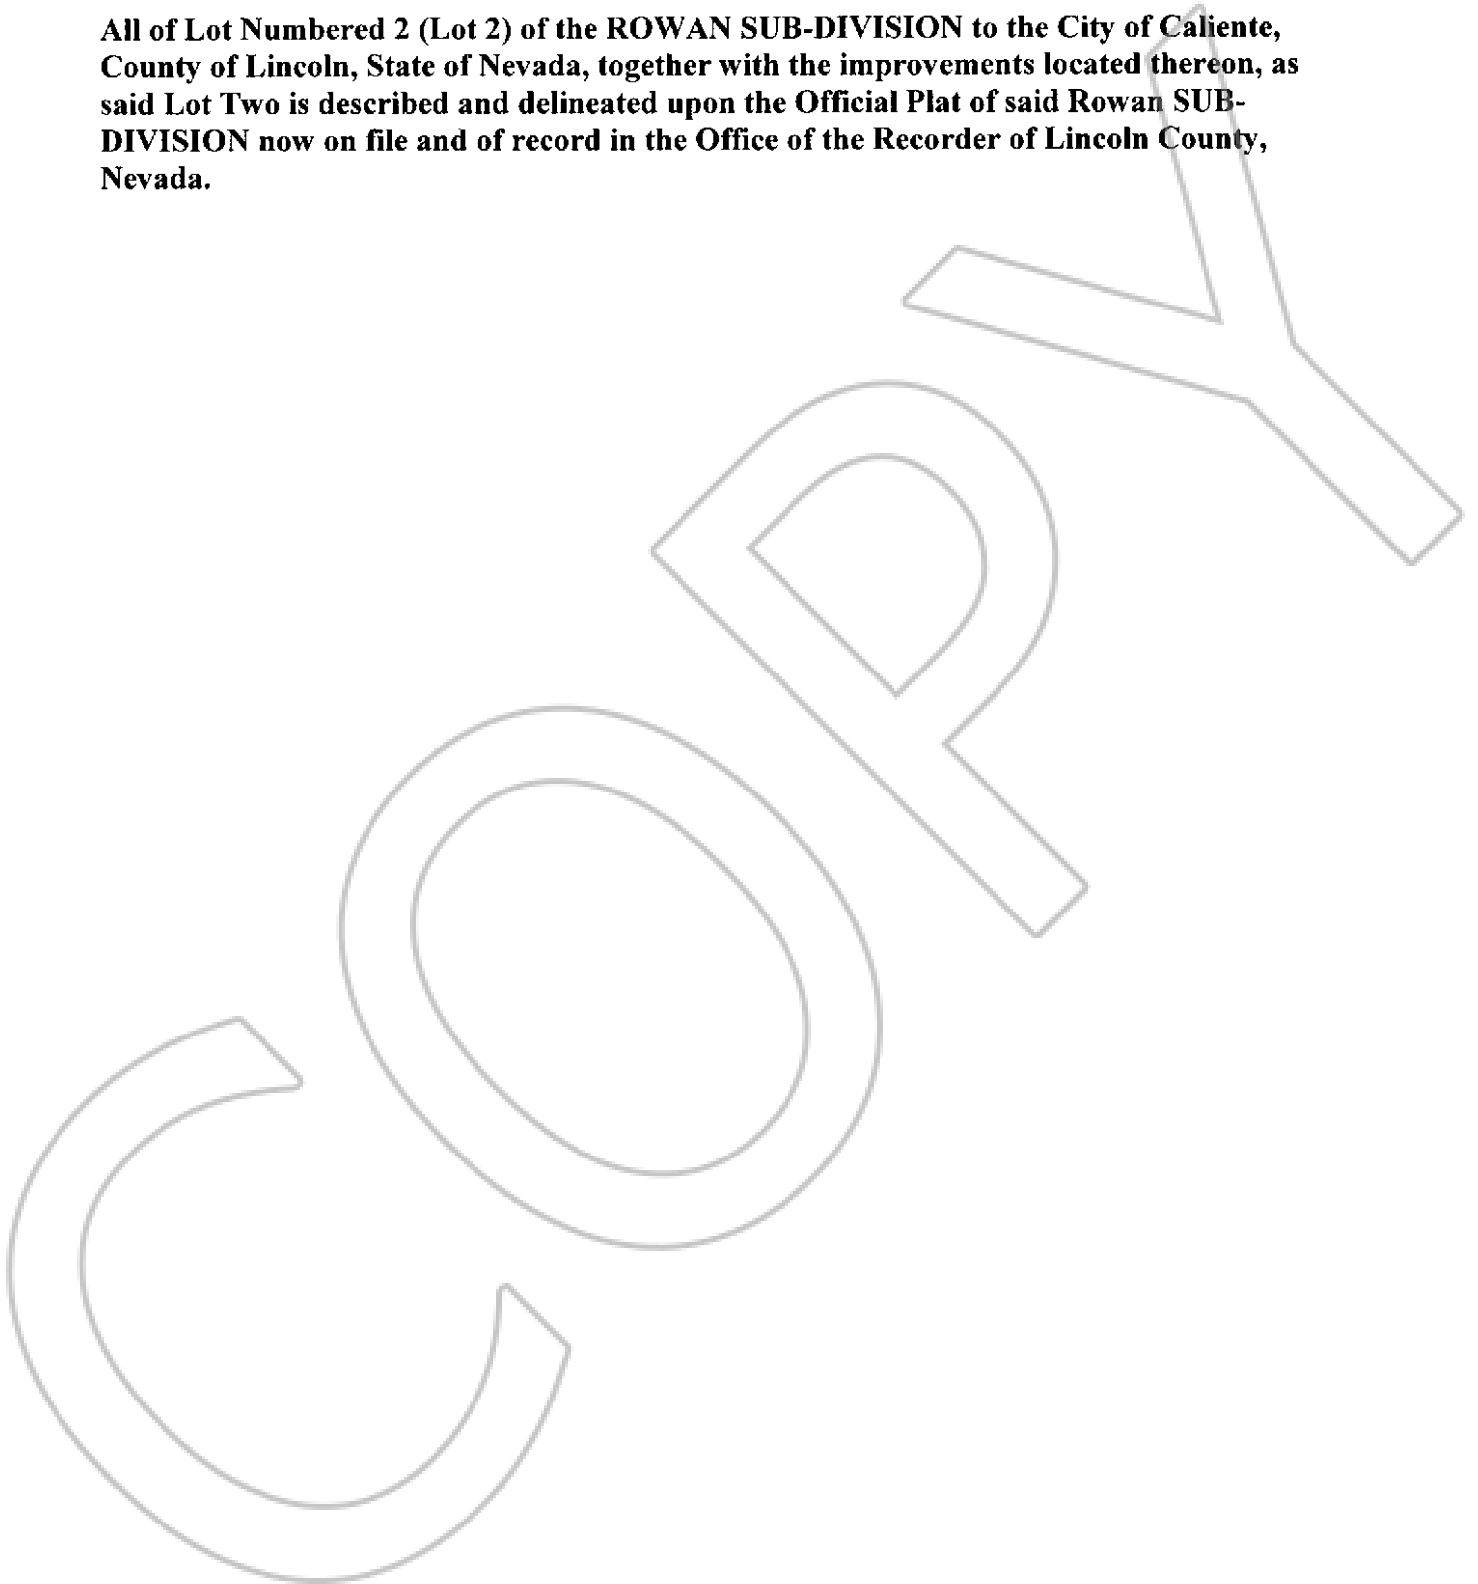 All of Lot Numbered 2 (Lot 2) of the ROWAN SUB-DIVISION to the City of Caliente,
County of Lincoln, State of Nevada, together with the improvements located thereon, as
said Lot Two is described and delineated upon the Official Plat of said Rowan SUB-
DIVISION now on file and of record in the Office of the Recorder of Lincoln County,
Nevada.
COPY